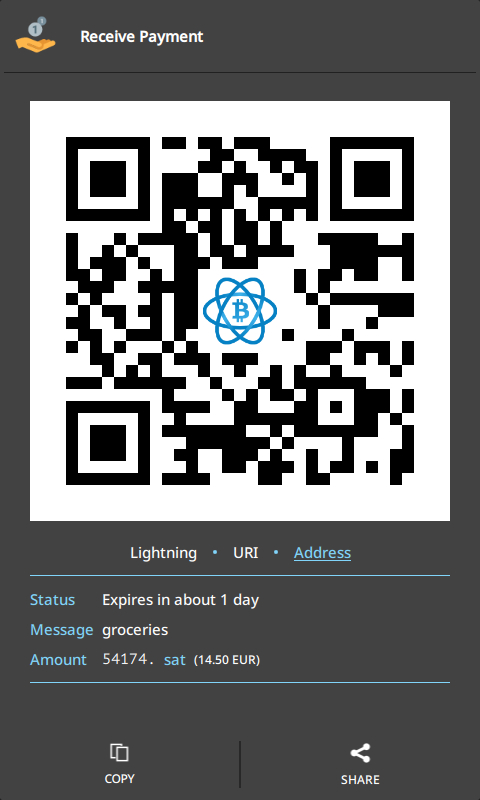 Receive Payment
Lightning • URI • Address
Status Expires in about 1 day
Message groceries
Amount 54174. sat (14.50 EUR)
COPY SHARE